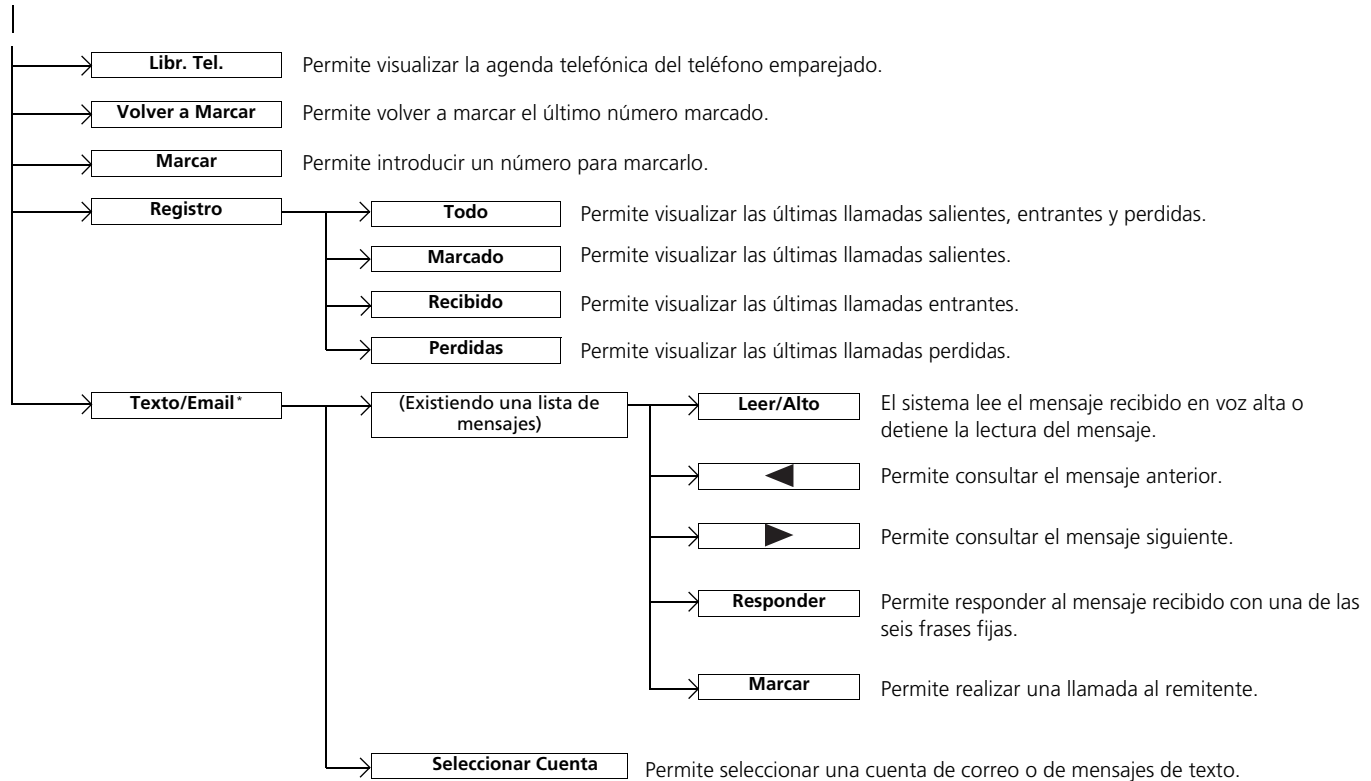 Libr. Tel. Permite visualizar la agenda telefónica del teléfono emparejado.
Volver a Marcar Permite volver a marcar el último número marcado.
Marcar Permite introducir un número para marcarlo.
Registro
Todo Permite visualizar las últimas llamadas salientes, entrantes y perdidas.
Marcado Permite visualizar las últimas llamadas salientes.
Recibido Permite visualizar las últimas llamadas entrantes.
Perdidas Permite visualizar las últimas llamadas perdidas.
Texto/Email*
(Existiendo una lista de
mensajes)
Leer/Alto El sistema lee el mensaje recibido en voz alta o
detiene la lectura del mensaje.
Permite consultar el mensaje anterior.
Permite consultar el mensaje siguiente.
Responder Permite responder al mensaje recibido con una de las
seis frases fijas.
Marcar Permite realizar una llamada al remitente.
Seleccionar Cuenta Permite seleccionar una cuenta de correo o de mensajes de texto.